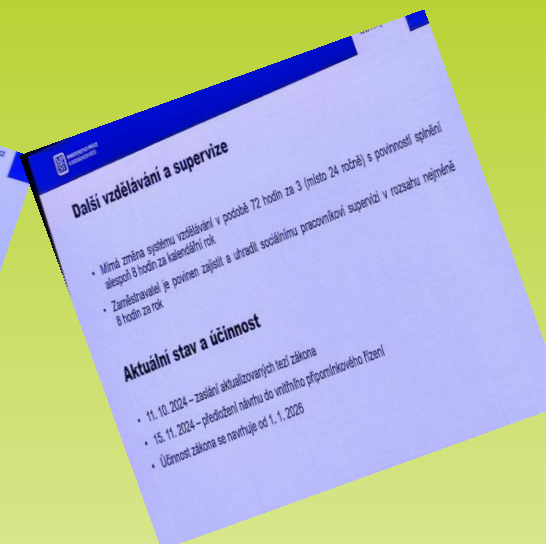 Další vzdělávání a supervize
• Mírná změna systému vzdělávání v podobě 72 hodin za 3 (místo 24 ročně) s povinností splnění
alespoň 8 hodin za kalendářní rok
• Zaměstnavatel je povinen zajistit a uhradit sociálnímu pracovníkovi supervizi v rozsahu nejméně
8 hodin za rok
Aktuální stav a účinnost
• 11. 10. 2024 – zaslání aktualizovaných tezí zákona
• 15. 11. 2024 – předložení návrhu do vnitřního připomínkového řízení
• Účinnost zákona se navrhuje od 1. 1. 2026